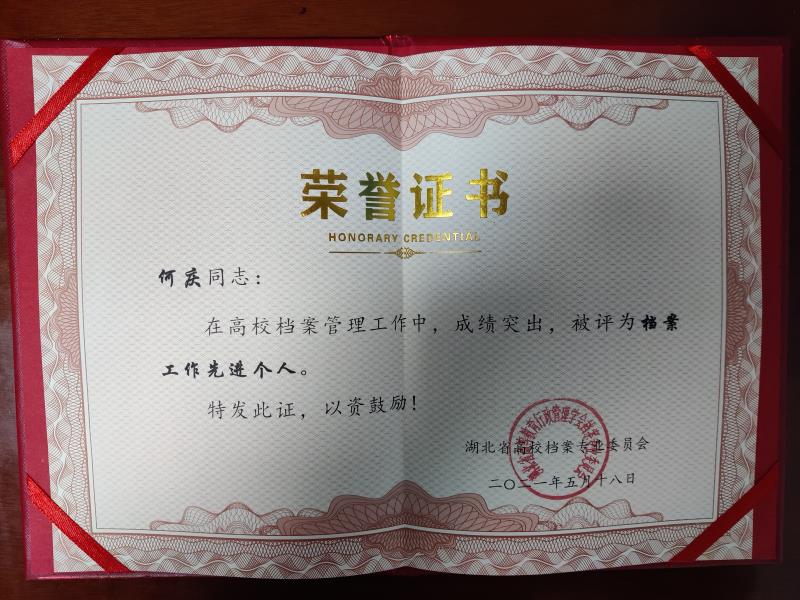 荣誉证书
HONORARY CREDENTIAL
何庆同志：
在高校档案管理工作中，成绩突出，被评为档案
工作先进个人。
特发此证，以资鼓励！
湖北省高校档案专业委员会
二〇二一年五月十八日